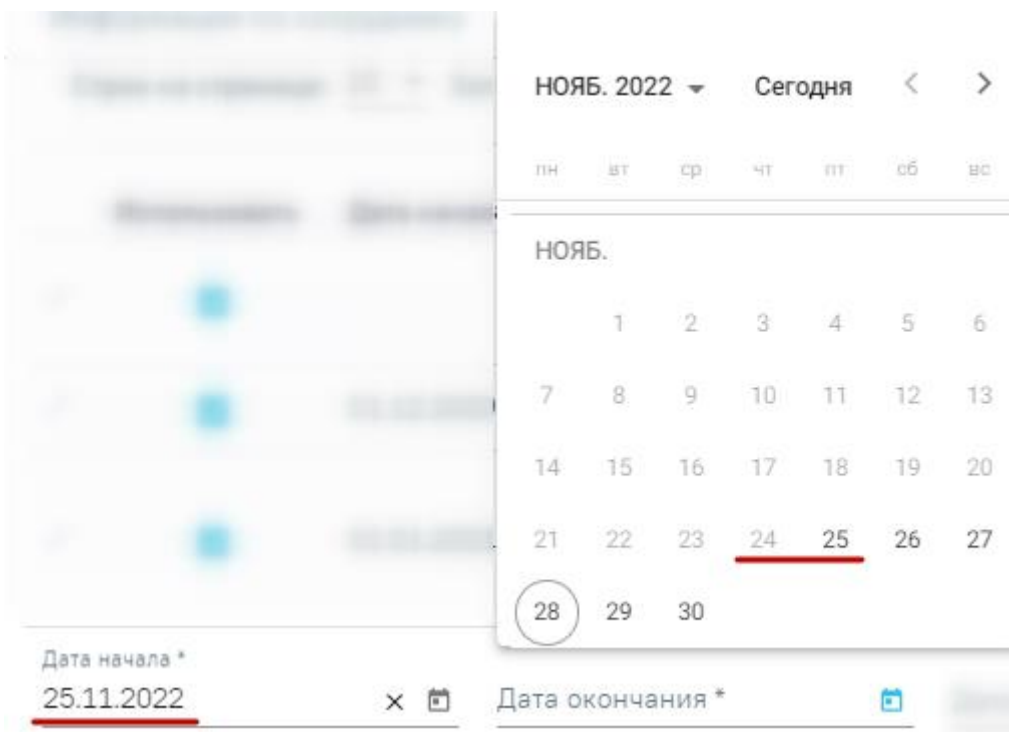 НОЯБ. 2022 Сегодня
пн вт ср чт пт сб вс
НОЯБ.
1 2 3 4 5 6
7 8 9 10 11 12 13
14 15 16 17 18 19 20
21 22 23 24 25 26 27
28 29 30
Дата начала *
25.11.2022
Дата окончания *